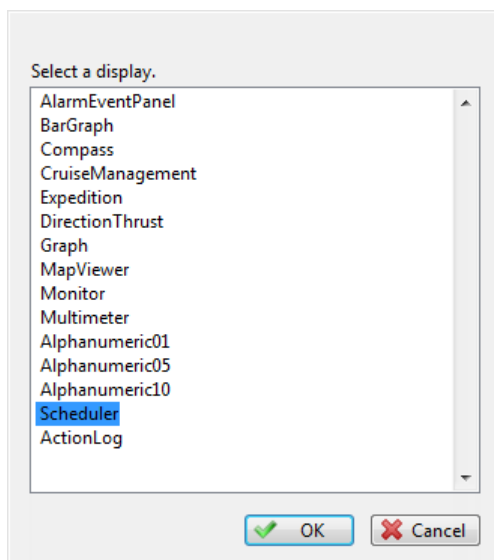 Select a display.
AlarmEventPanel
BarGraph
Compass
CruiseManagement
Expedition
DirectionThrust
Graph
MapViewer
Monitor
Multimeter
Alphanumeric01
Alphanumeric05
Alphanumeric10
Scheduler
ActionLog
OK Cancel